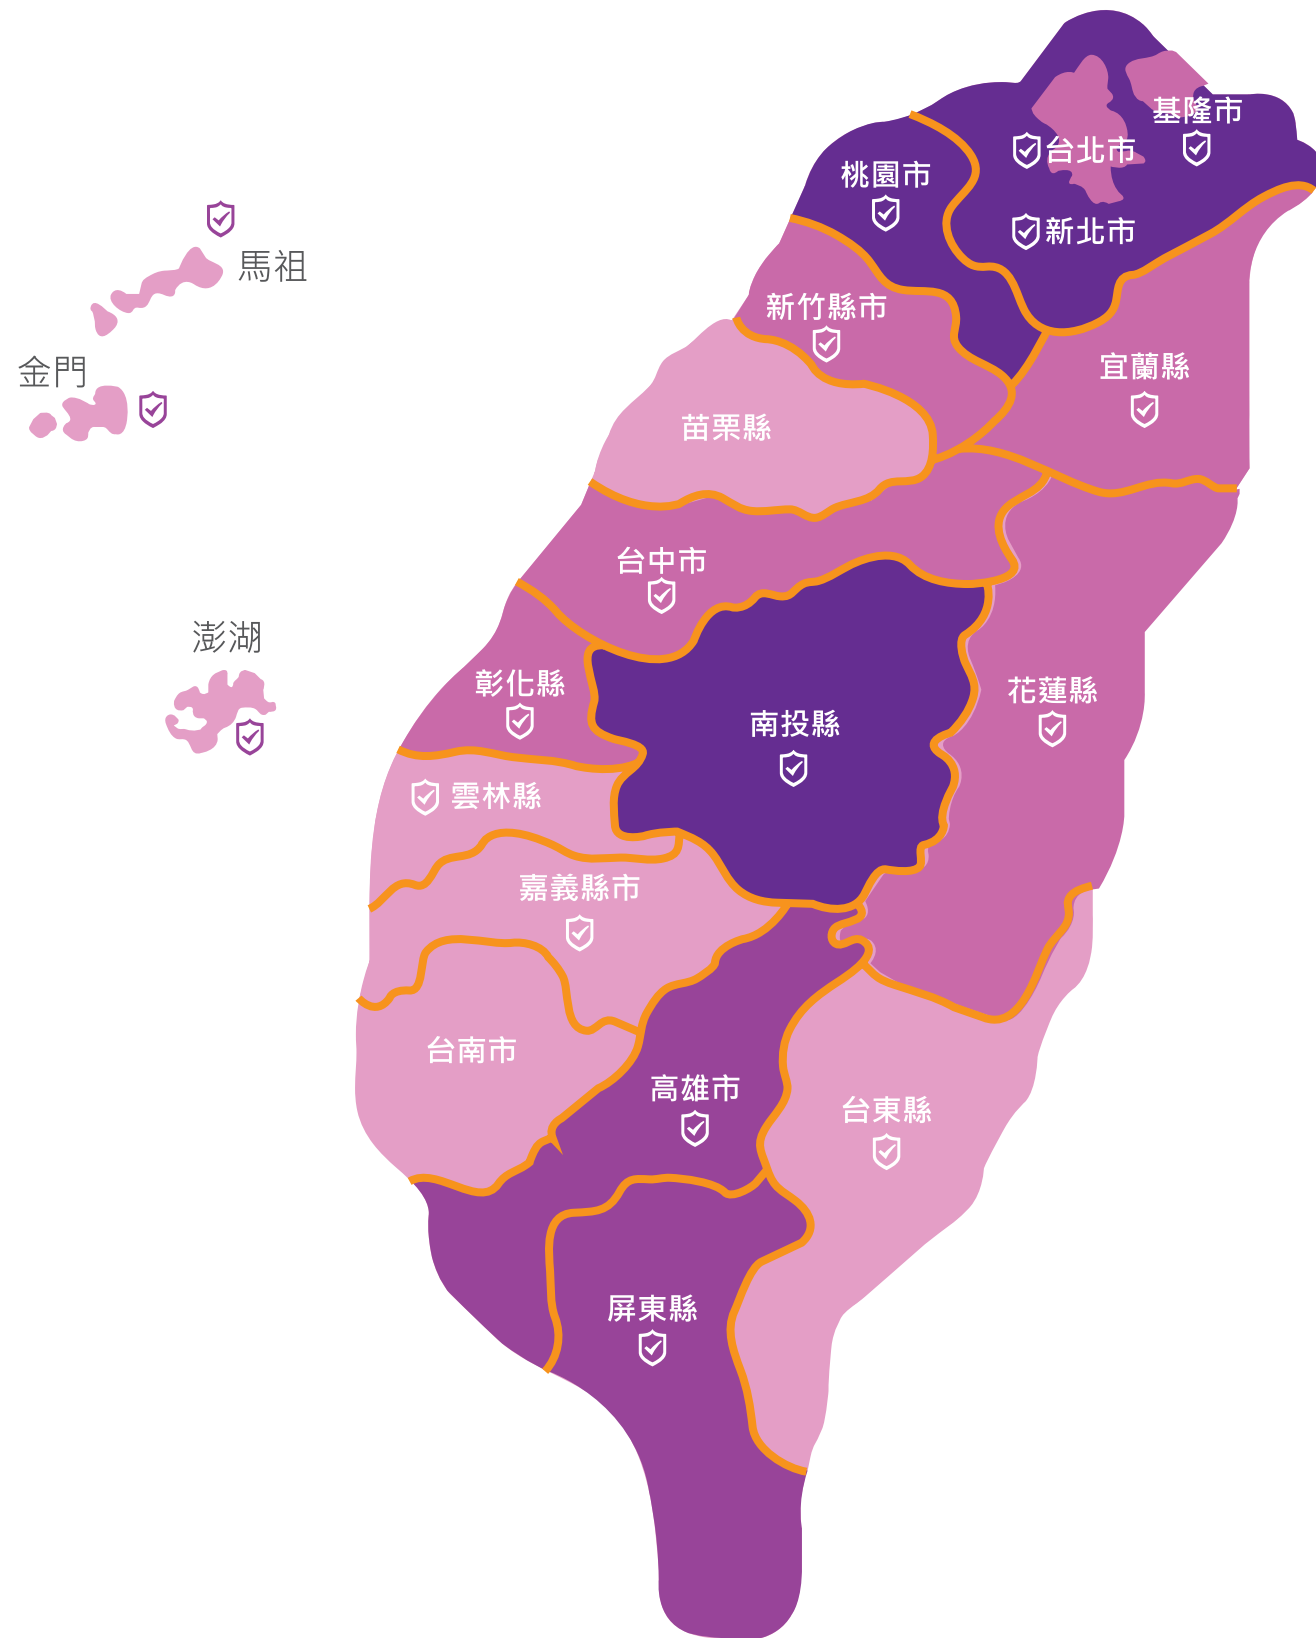 基隆市
台北市
桃園市
新北市
馬祖
新竹縣市
金門
宜蘭縣
苗栗縣
台中市
澎湖
彰化縣
花蓮縣
南投縣
雲林縣
嘉義縣市
台南市
高雄市
台東縣
屏東縣